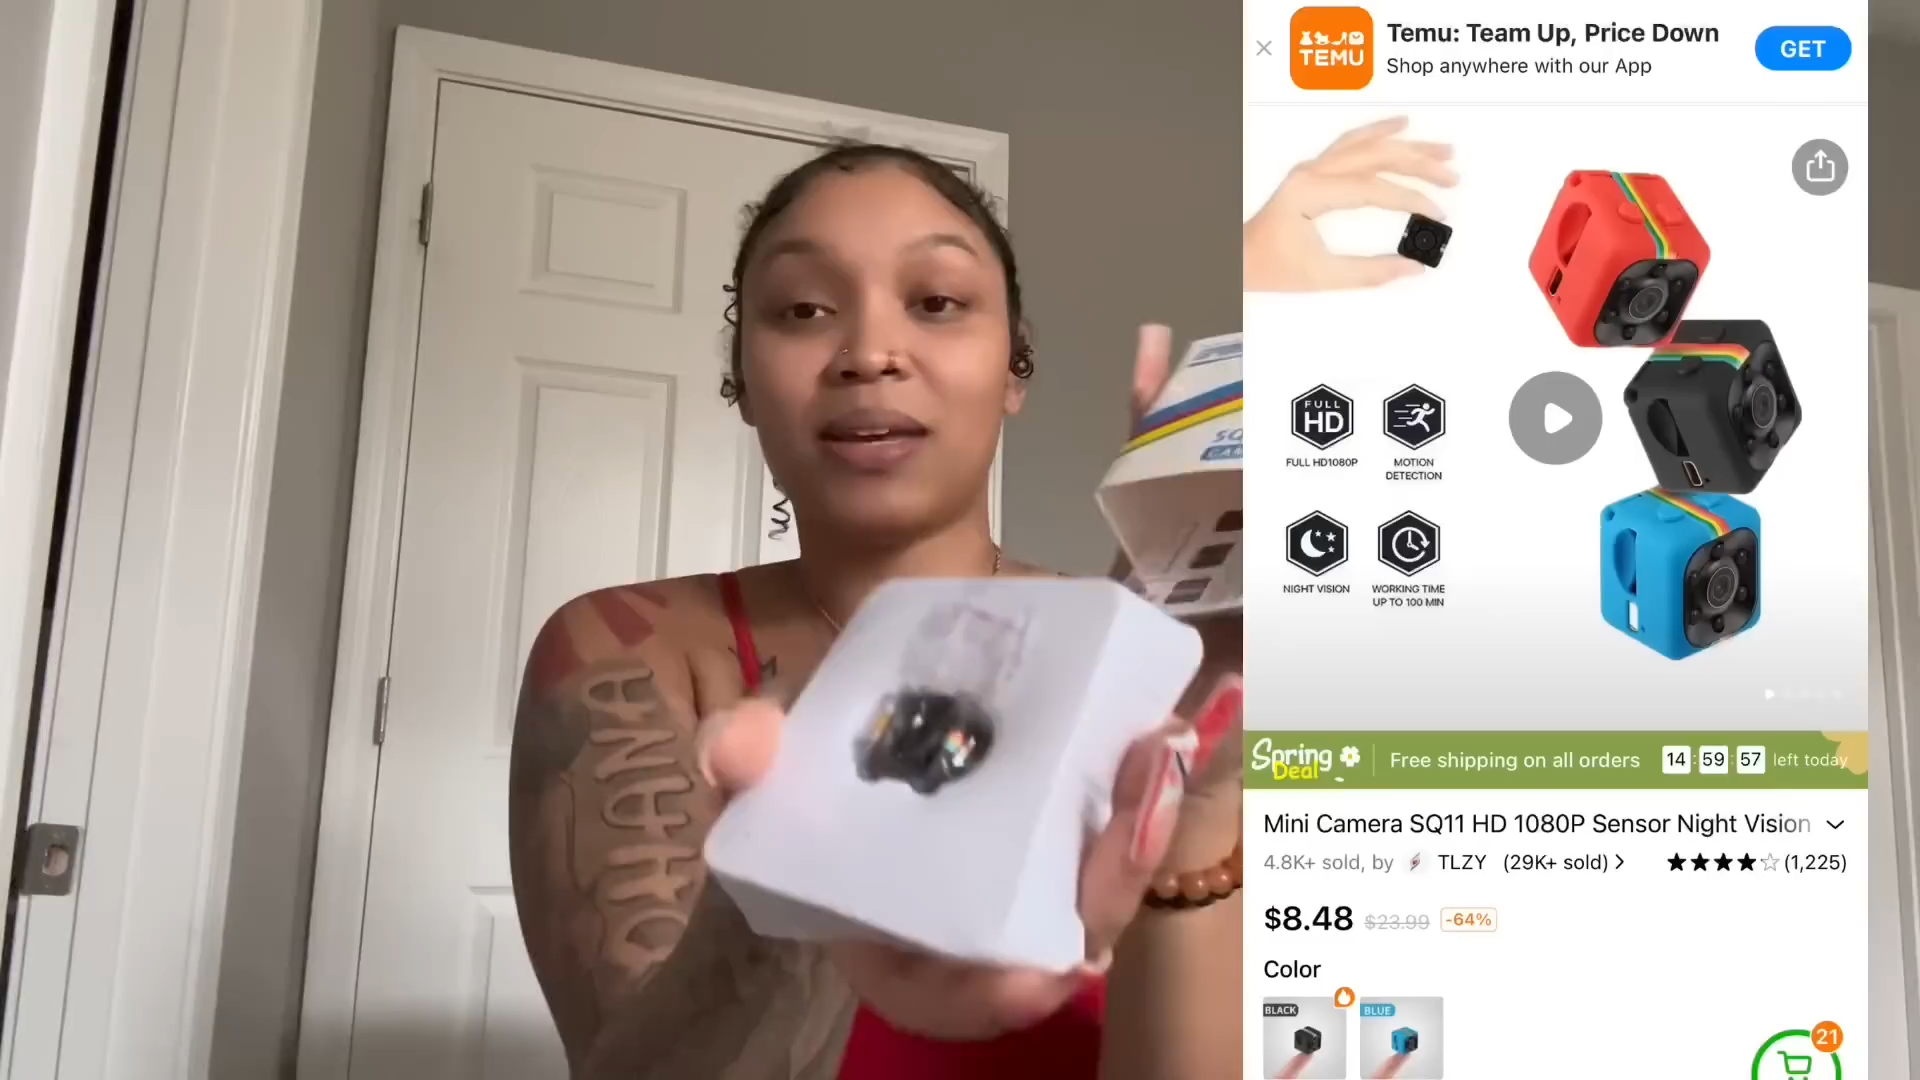 OHANA
SQ
TEMU
Temu: Team Up, Price Down
Shop anywhere with our App
GET
FULL
HD
FULL HD1080P
MOTION
DETECTION
NIGHT VISION
WORKING TIME
UP TO 100 MIN
Spring
Deal
Free shipping on all orders
14 : 59 : 57 left today
Mini Camera SQ11 HD 1080P Sensor Night Vision
4.8K+ sold, by TLZY (29K+ sold)
(1,225)
$8.48 $23.99 -64%
Color
BLACK
BLUE
21